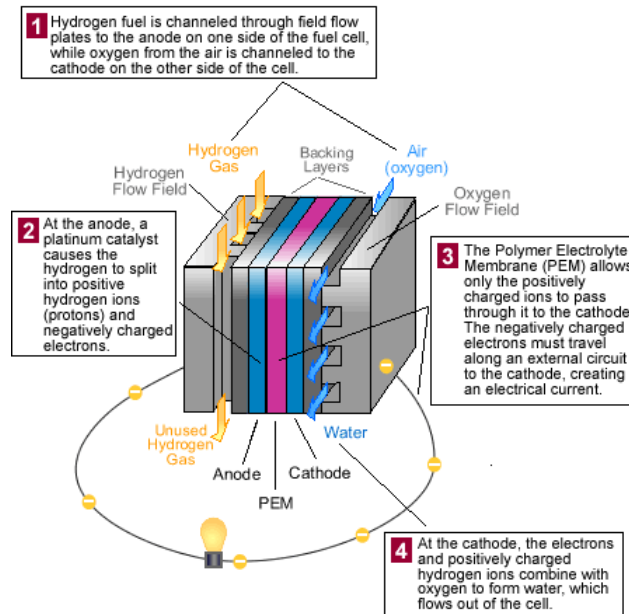 1 Hydrogen fuel is channeled through field flow
plates to the anode on one side of the fuel cell,
while oxygen from the air is channeled to the
cathode on the other side of the cell.
Hydrogen
Gas
Backing
Layers
Air
(oxygen)
Hydrogen
Flow Field
Oxygen
Flow Field
2 At the anode, a
platinum catalyst
causes the
hydrogen to split
into positive
hydrogen ions
(protons) and
negatively charged
electrons.
3 The Polymer Electrolyte
Membrane (PEM) allows
only the positively
charged ions to pass
through it to the cathode.
The negatively charged
electrons must travel
along an external circuit
to the cathode, creating
an electrical current.
Unused
Hydrogen
Gas
Water
Anode
Cathode
PEM
4 At the cathode, the electrons
and positively charged
hydrogen ions combine with
oxygen to form water, which
flows out of the cell.